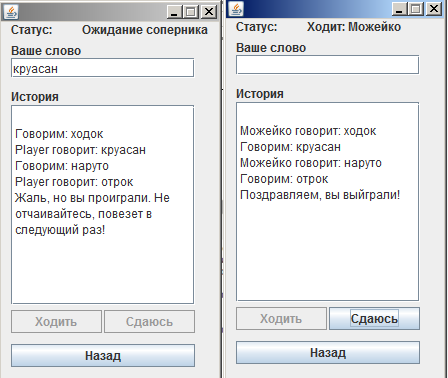 Статус: Ожидание соперника
Ваше слово
круасан
История
Говорим: ходок
Player говорит: круасан
Говорим: наруто
Player говорит: отрок
Жаль, но вы проиграли. Не
отчаивайтесь, повезет в
следующий раз!
Ходить Сдаюсь
Назад
Статус: Ходит: Можейко
Ваше слово
История
Можейко говорит: ходок
Говорим: круасан
Можейко говорит: наруто
Говорим: отрок
Поздравляем, вы выйграли!
Ходить Сдаюсь
Назад